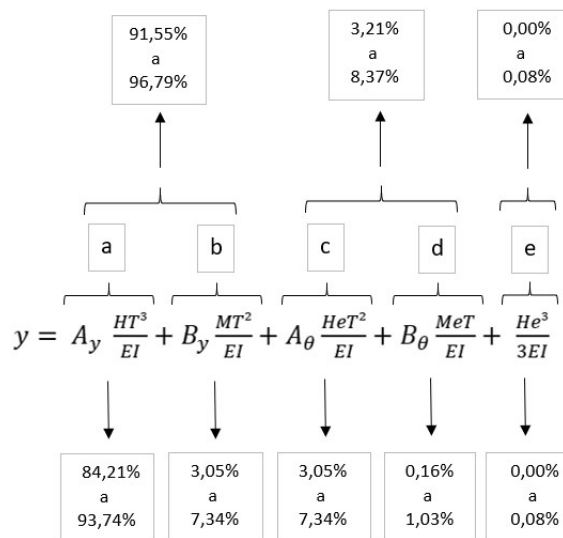 91,55% 3,21% 0,00%
a a a
96,79% 8,37% 0,08%
a b c d e
y = A_y HT³/EI + B_y MT²/EI + A_θ HeT²/EI + B_θ MeT/EI + He³/3EI
84,21% 3,05% 3,05% 0,16% 0,00%
a a a a a
93,74% 7,34% 7,34% 1,03% 0,08%